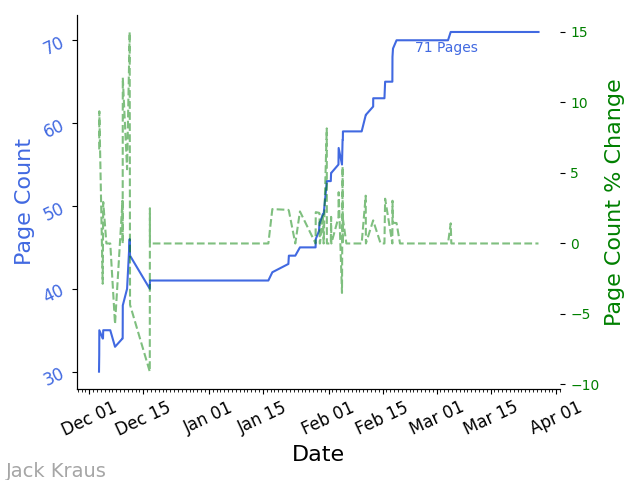 70
60
50
40
30
Page Count
15
10
5
0
−5
−10
Page Count % Change
71 Pages
Dec 01
Dec 15
Jan 01
Jan 15
Feb 01
Feb 15
Mar 01
Mar 15
Apr 01
Date
Jack Kraus